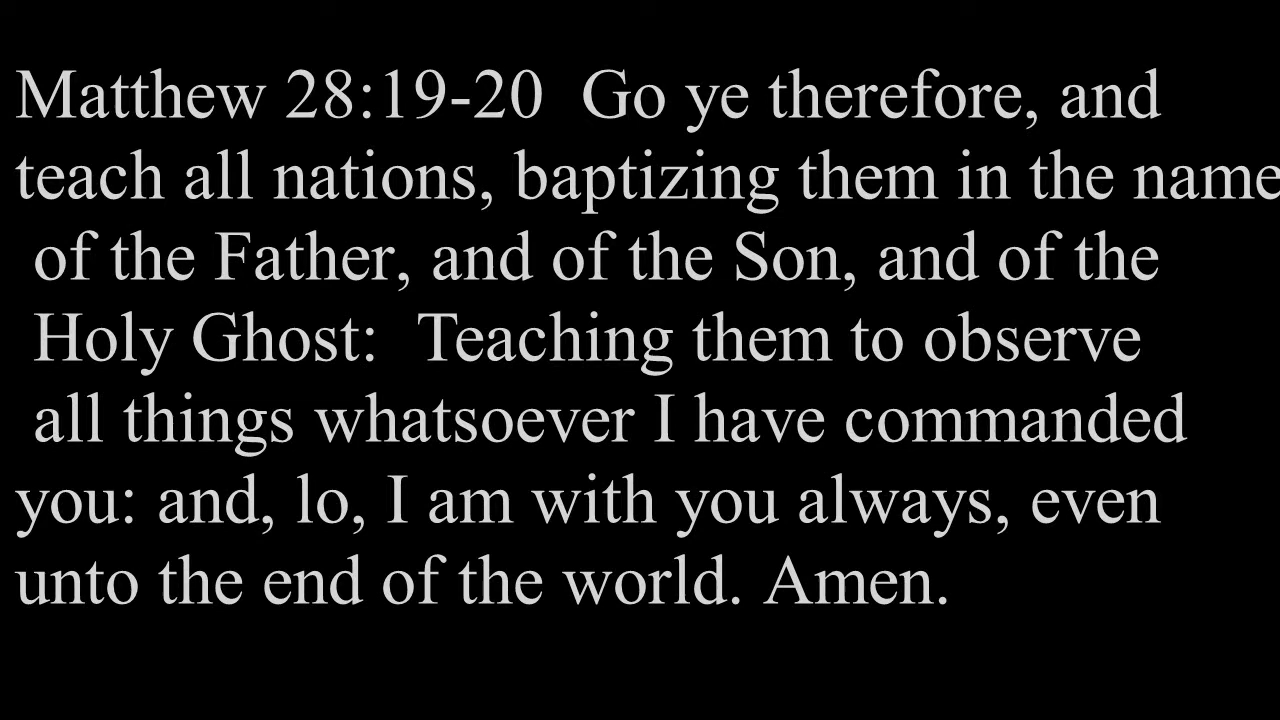 Matthew 28:19-20  Go ye therefore, and
teach all nations, baptizing them in the name
of the Father, and of the Son, and of the
Holy Ghost:  Teaching them to observe
all things whatsoever I have commanded
you: and, lo, I am with you always, even
unto the end of the world. Amen.